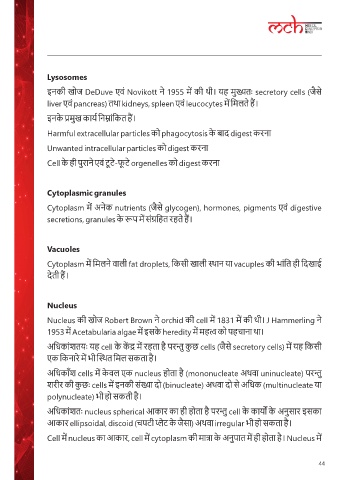 mch
Lysosomes
इनकी खोज DeDuve एवं Novikott ने 1955 में की थी। यह मुख्यतः secretory cells (जैसे
liver एवं pancreas) तथा kidneys, spleen एवं leucocytes में मिलते हैं।
इनके प्रमुख कार्य निम्नांकित हैं।
Harmful extracellular particles को phagocytosis के बाद digest करना
Unwanted intracellular particles को digest करना
Cell के ही पुराने एवं टूटे-फूटे orgenelles को digest करना
Cytoplasmic granules
Cytoplasm में अनेक nutrients (जैसे glycogen), hormones, pigments एवं digestive
secretions, granules के रूप में संग्रहित रहते हैं।
Vacuoles
Cytoplasm में मिलने वाली fat droplets, किसी खाली स्थान या vacuples की भांति ही दिखाई
देती हैं।
Nucleus
Nucleus की खोज Robert Brown ने orchid की cell में 1831 में की थी। J Hammerling ने
1953 में Acetabularia algae में इसके heredity में महत्व को पहचाना था।
अधिकांशतयः यह cell के केंद्र में रहता है परन्तु कुछ cells (जैसे secretory cells) में यह किसी
एक किनारे में भी स्थित मिल सकता है।
अधिकाँश cells में केवल एक nucleus होता है (mononucleate अथवा uninucleate) परन्तु
शरीर की कुछः cells में इनकी संख्या दो (binucleate) अथवा दो से अधिक (multinucleate या
polynucleate) भी हो सकती है।
अधिकांशतः nucleus spherical आकार का ही होता है परन्तु cell के कार्यों के अनुसार इसका
आकार ellipsoidal, discoid (चपटी प्लेट के जैसा) अथवा irregular भी हो सकता है।
Cell में nucleus का आकार, cell में cytoplasm की मात्रा के अनुपात में ही होता है। Nucleus में
44